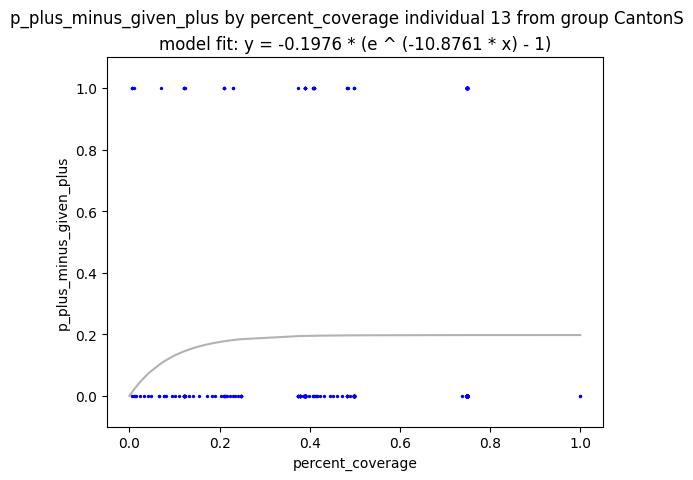 p_plus_minus_given_plus by percent_coverage individual 13 from group CantonS
model fit: y = -0.1976 * (e ^ (-10.8761 * x) - 1)
1.0
0.8
0.6
0.4
0.2
0.0
p_plus_minus_given_plus
0.0 0.2 0.4 0.6 0.8 1.0
percent_coverage